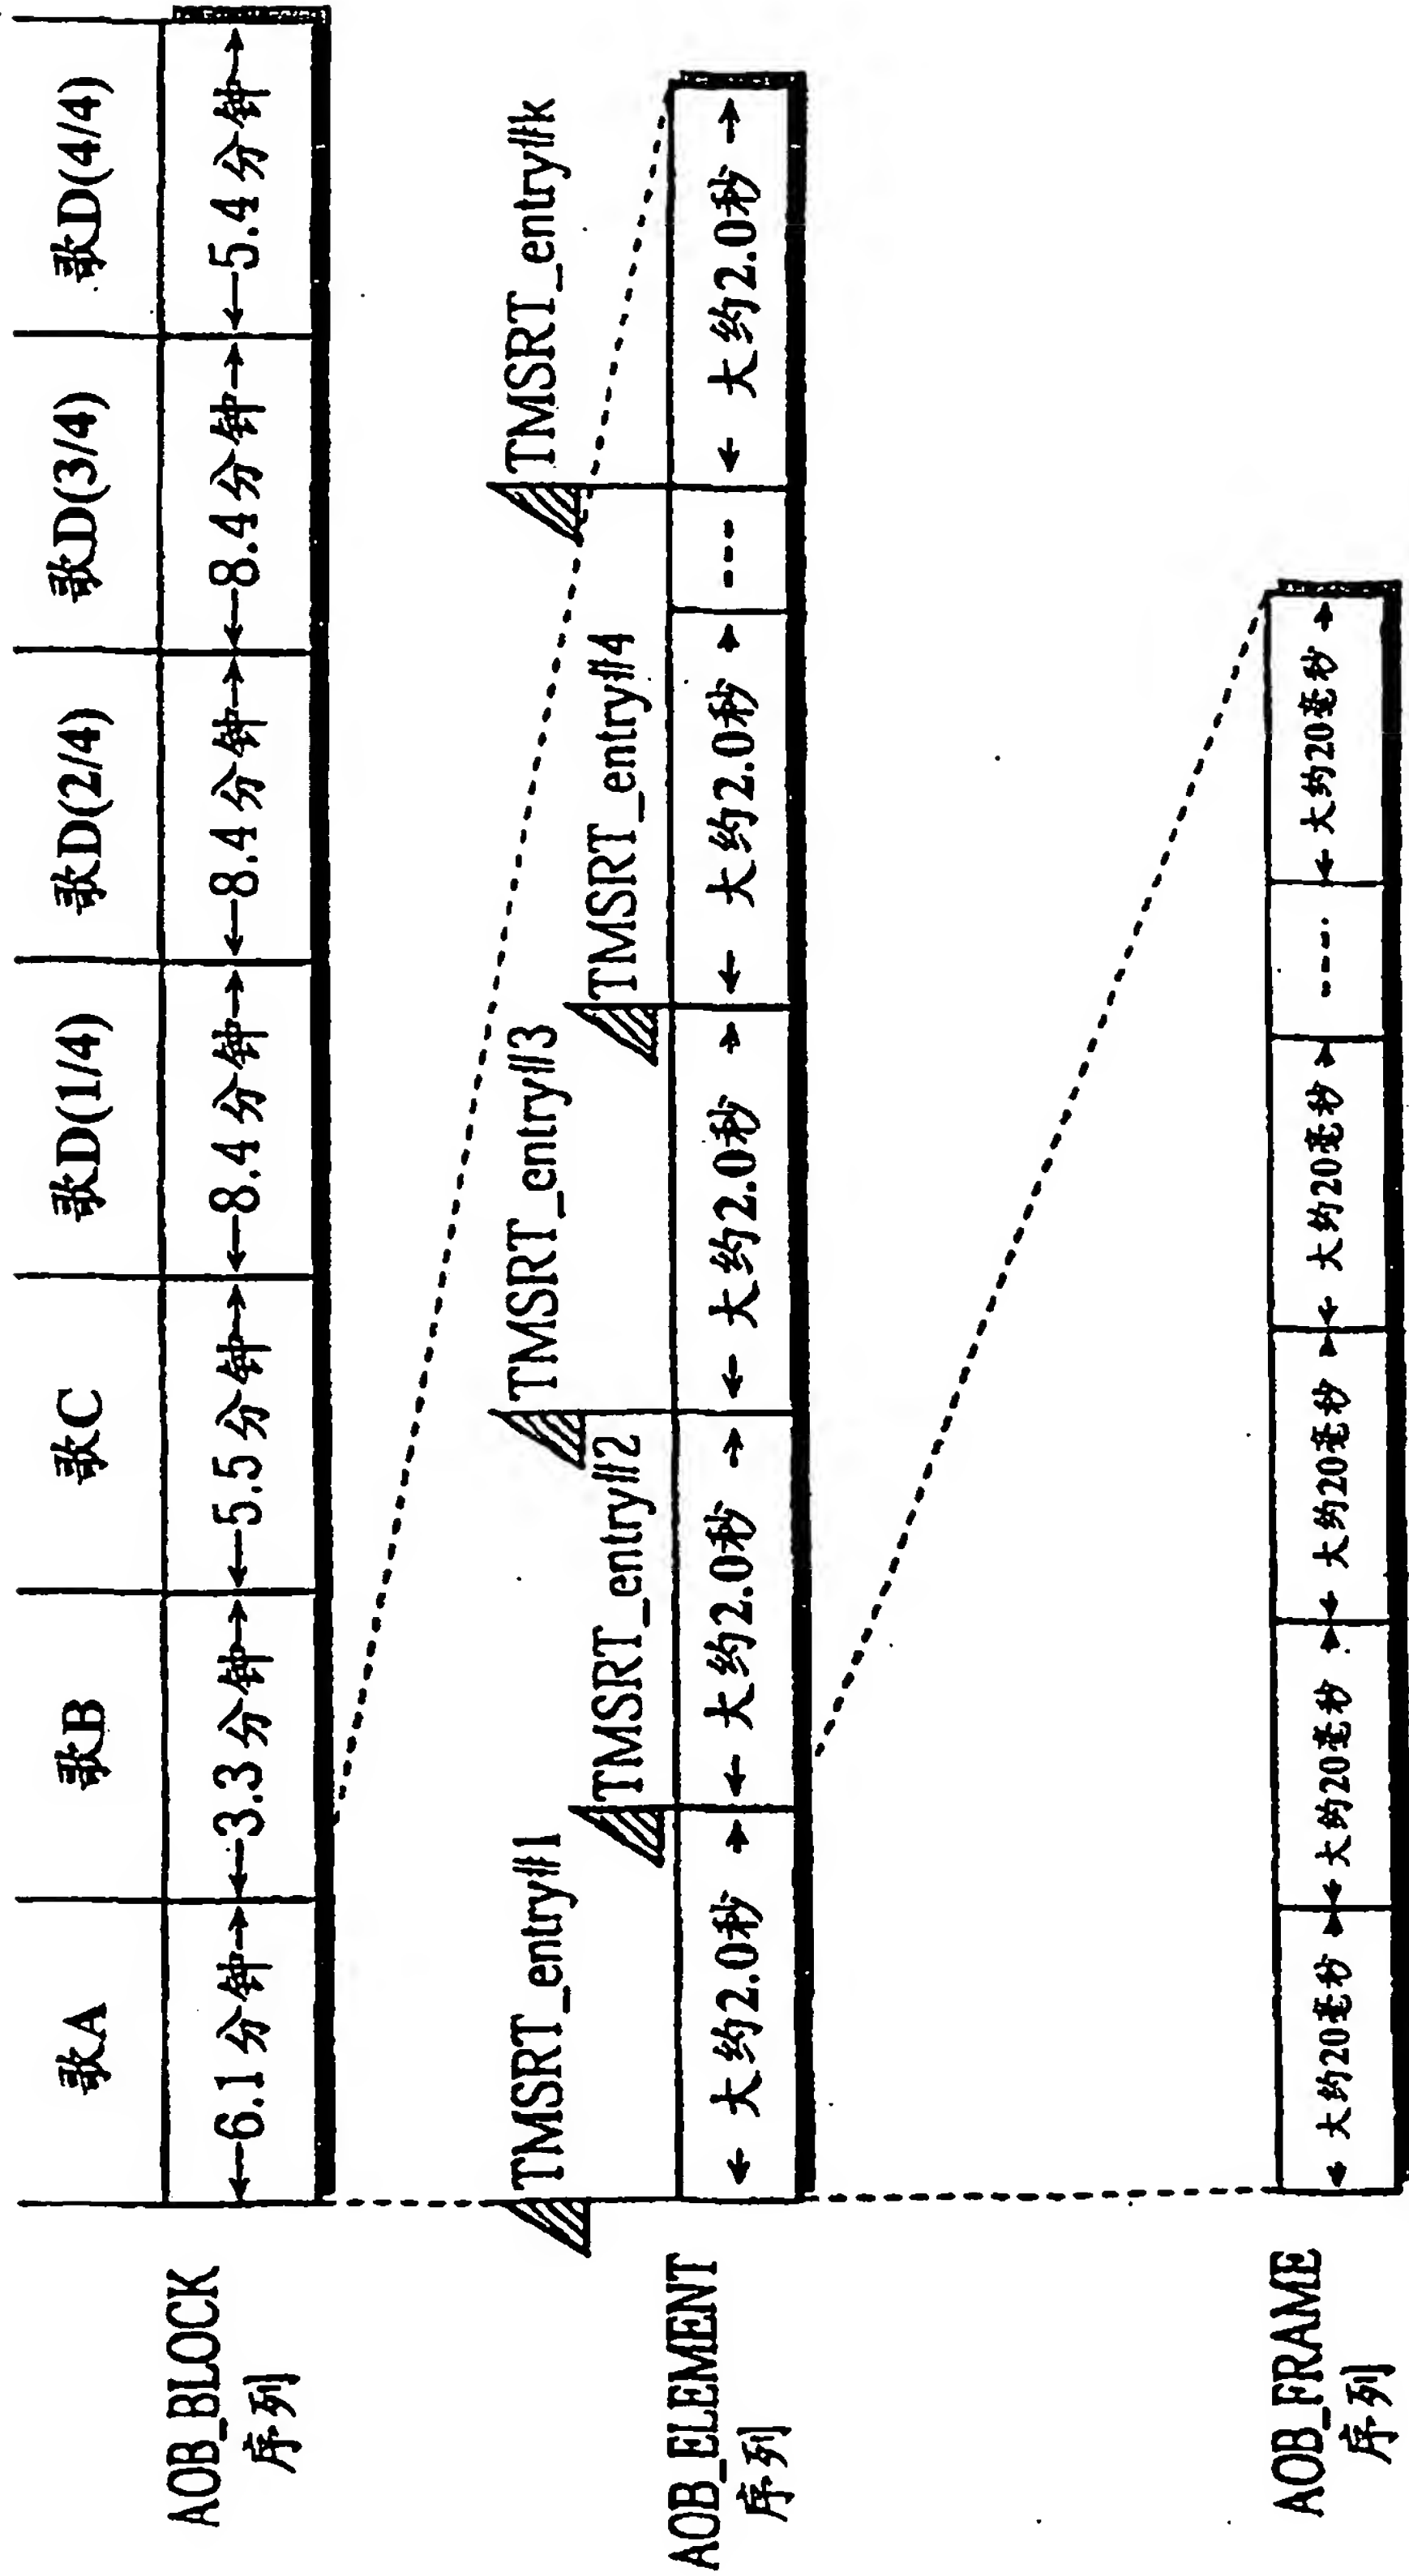 歌A
歌B
歌C
歌D(1/4)
歌D(2/4)
歌D(3/4)
歌D(4/4)
AOB_BLOCK
序列
6.1分钟
3.3分钟
5.5分钟
8.4分钟
8.4分钟
8.4分钟
5.4分钟
TMSRT_entry#1
TMSRT_entry#2
TMSRT_entry#3
TMSRT_entry#4
TMSRT_entry#k
AOB_ELEMENT
序列
大约2.0秒
大约2.0秒
大约2.0秒
大约2.0秒
大约2.0秒
AOB_FRAME
序列
大约20毫秒
大约20毫秒
大约20毫秒
大约20毫秒
大约20毫秒